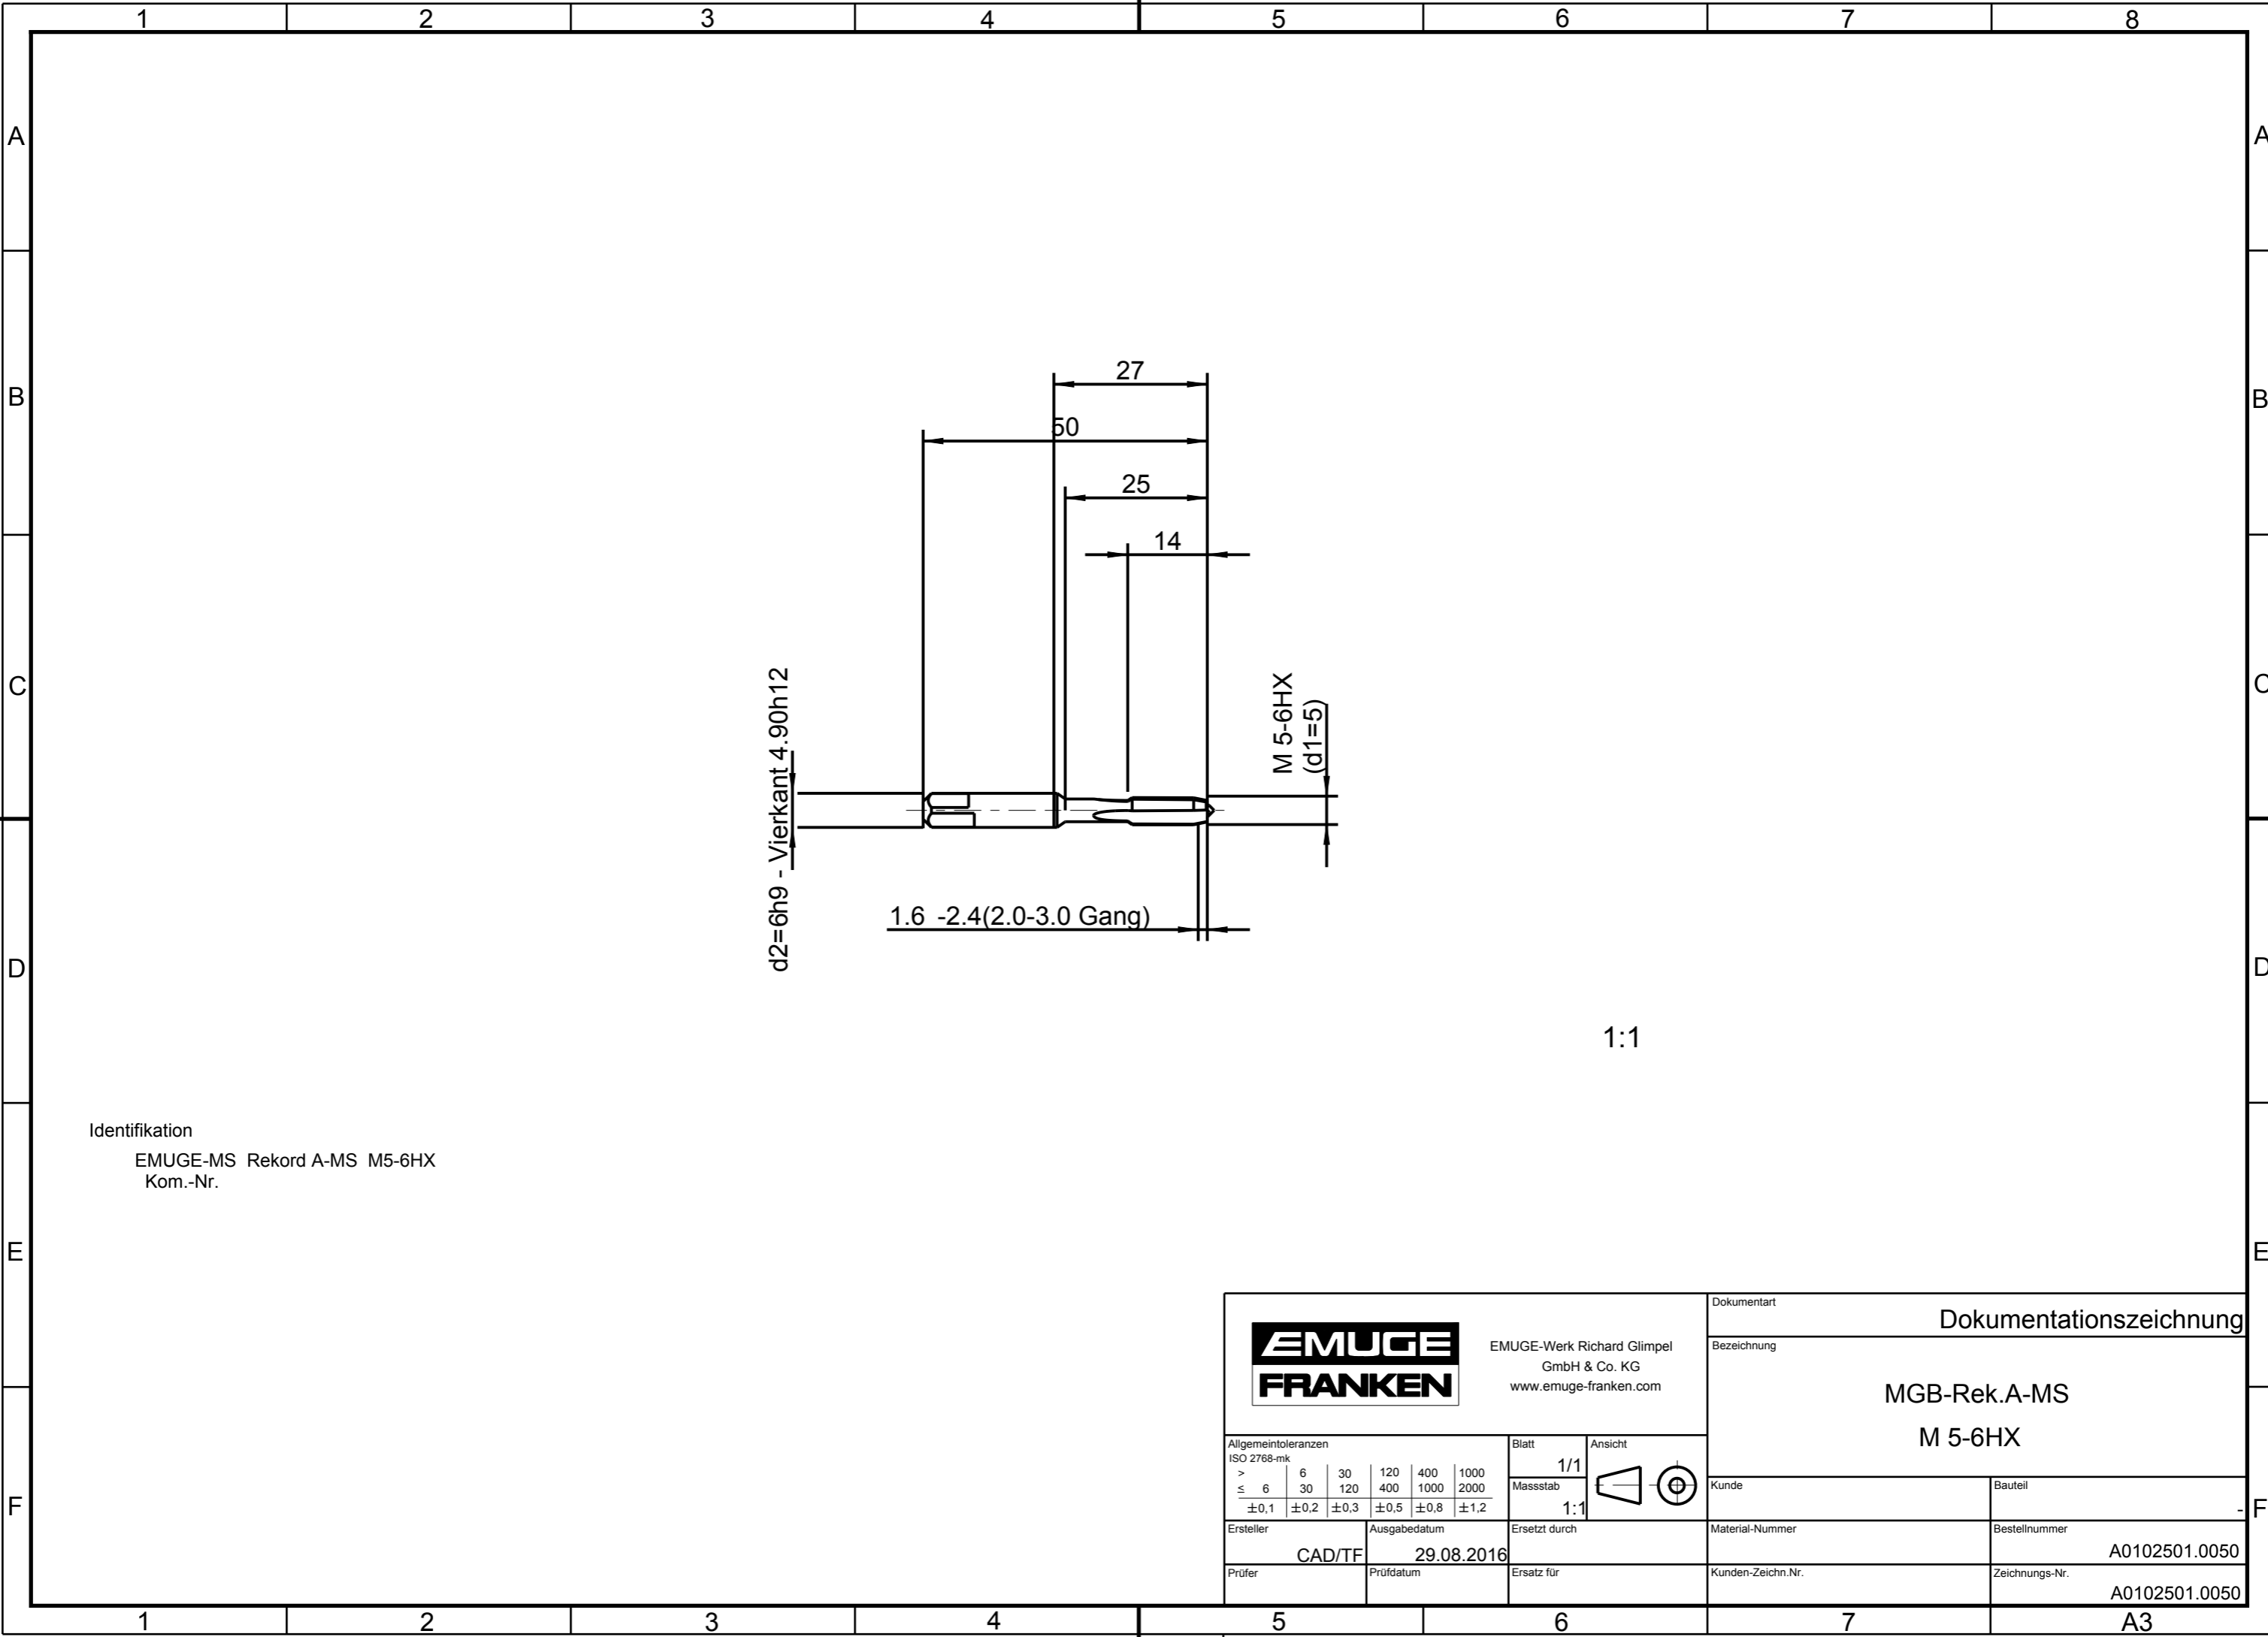 1 2 3 4 5 6 7 8
A A
B B
C C
D D
E E
F F
27
50
25
14
d2=6h9 - Vierkant 4.90h12
M 5-6HX
(d1=5)
1.6 -2.4(2.0-3.0 Gang)
1:1
Identifikation
EMUGE-MS Rekord A-MS M5-6HX
Kom.-Nr.
EMUGE
FRANKEN
EMUGE-Werk Richard Glimpel
GmbH & Co. KG
www.emuge-franken.com
Dokumentart
Dokumentationszeichnung
Bezeichnung
MGB-Rek.A-MS
M 5-6HX
Allgemeintoleranzen
ISO 2768-mk
> 6 30 120 400 1000
≤ 6 30 120 400 1000 2000
±0,1 ±0,2 ±0,3 ±0,5 ±0,8 ±1,2
Blatt
1/1
Ansicht
Massstab
1:1
Kunde
Bauteil
-
Ersteller
CAD/TF
Ausgabedatum
29.08.2016
Ersetzt durch
Material-Nummer
Bestellnummer
A0102501.0050
Prüfer
Prüfdatum
Ersatz für
Kunden-Zeichn.Nr.
Zeichnungs-Nr.
A0102501.0050
1 2 3 4 5 6 7 A3